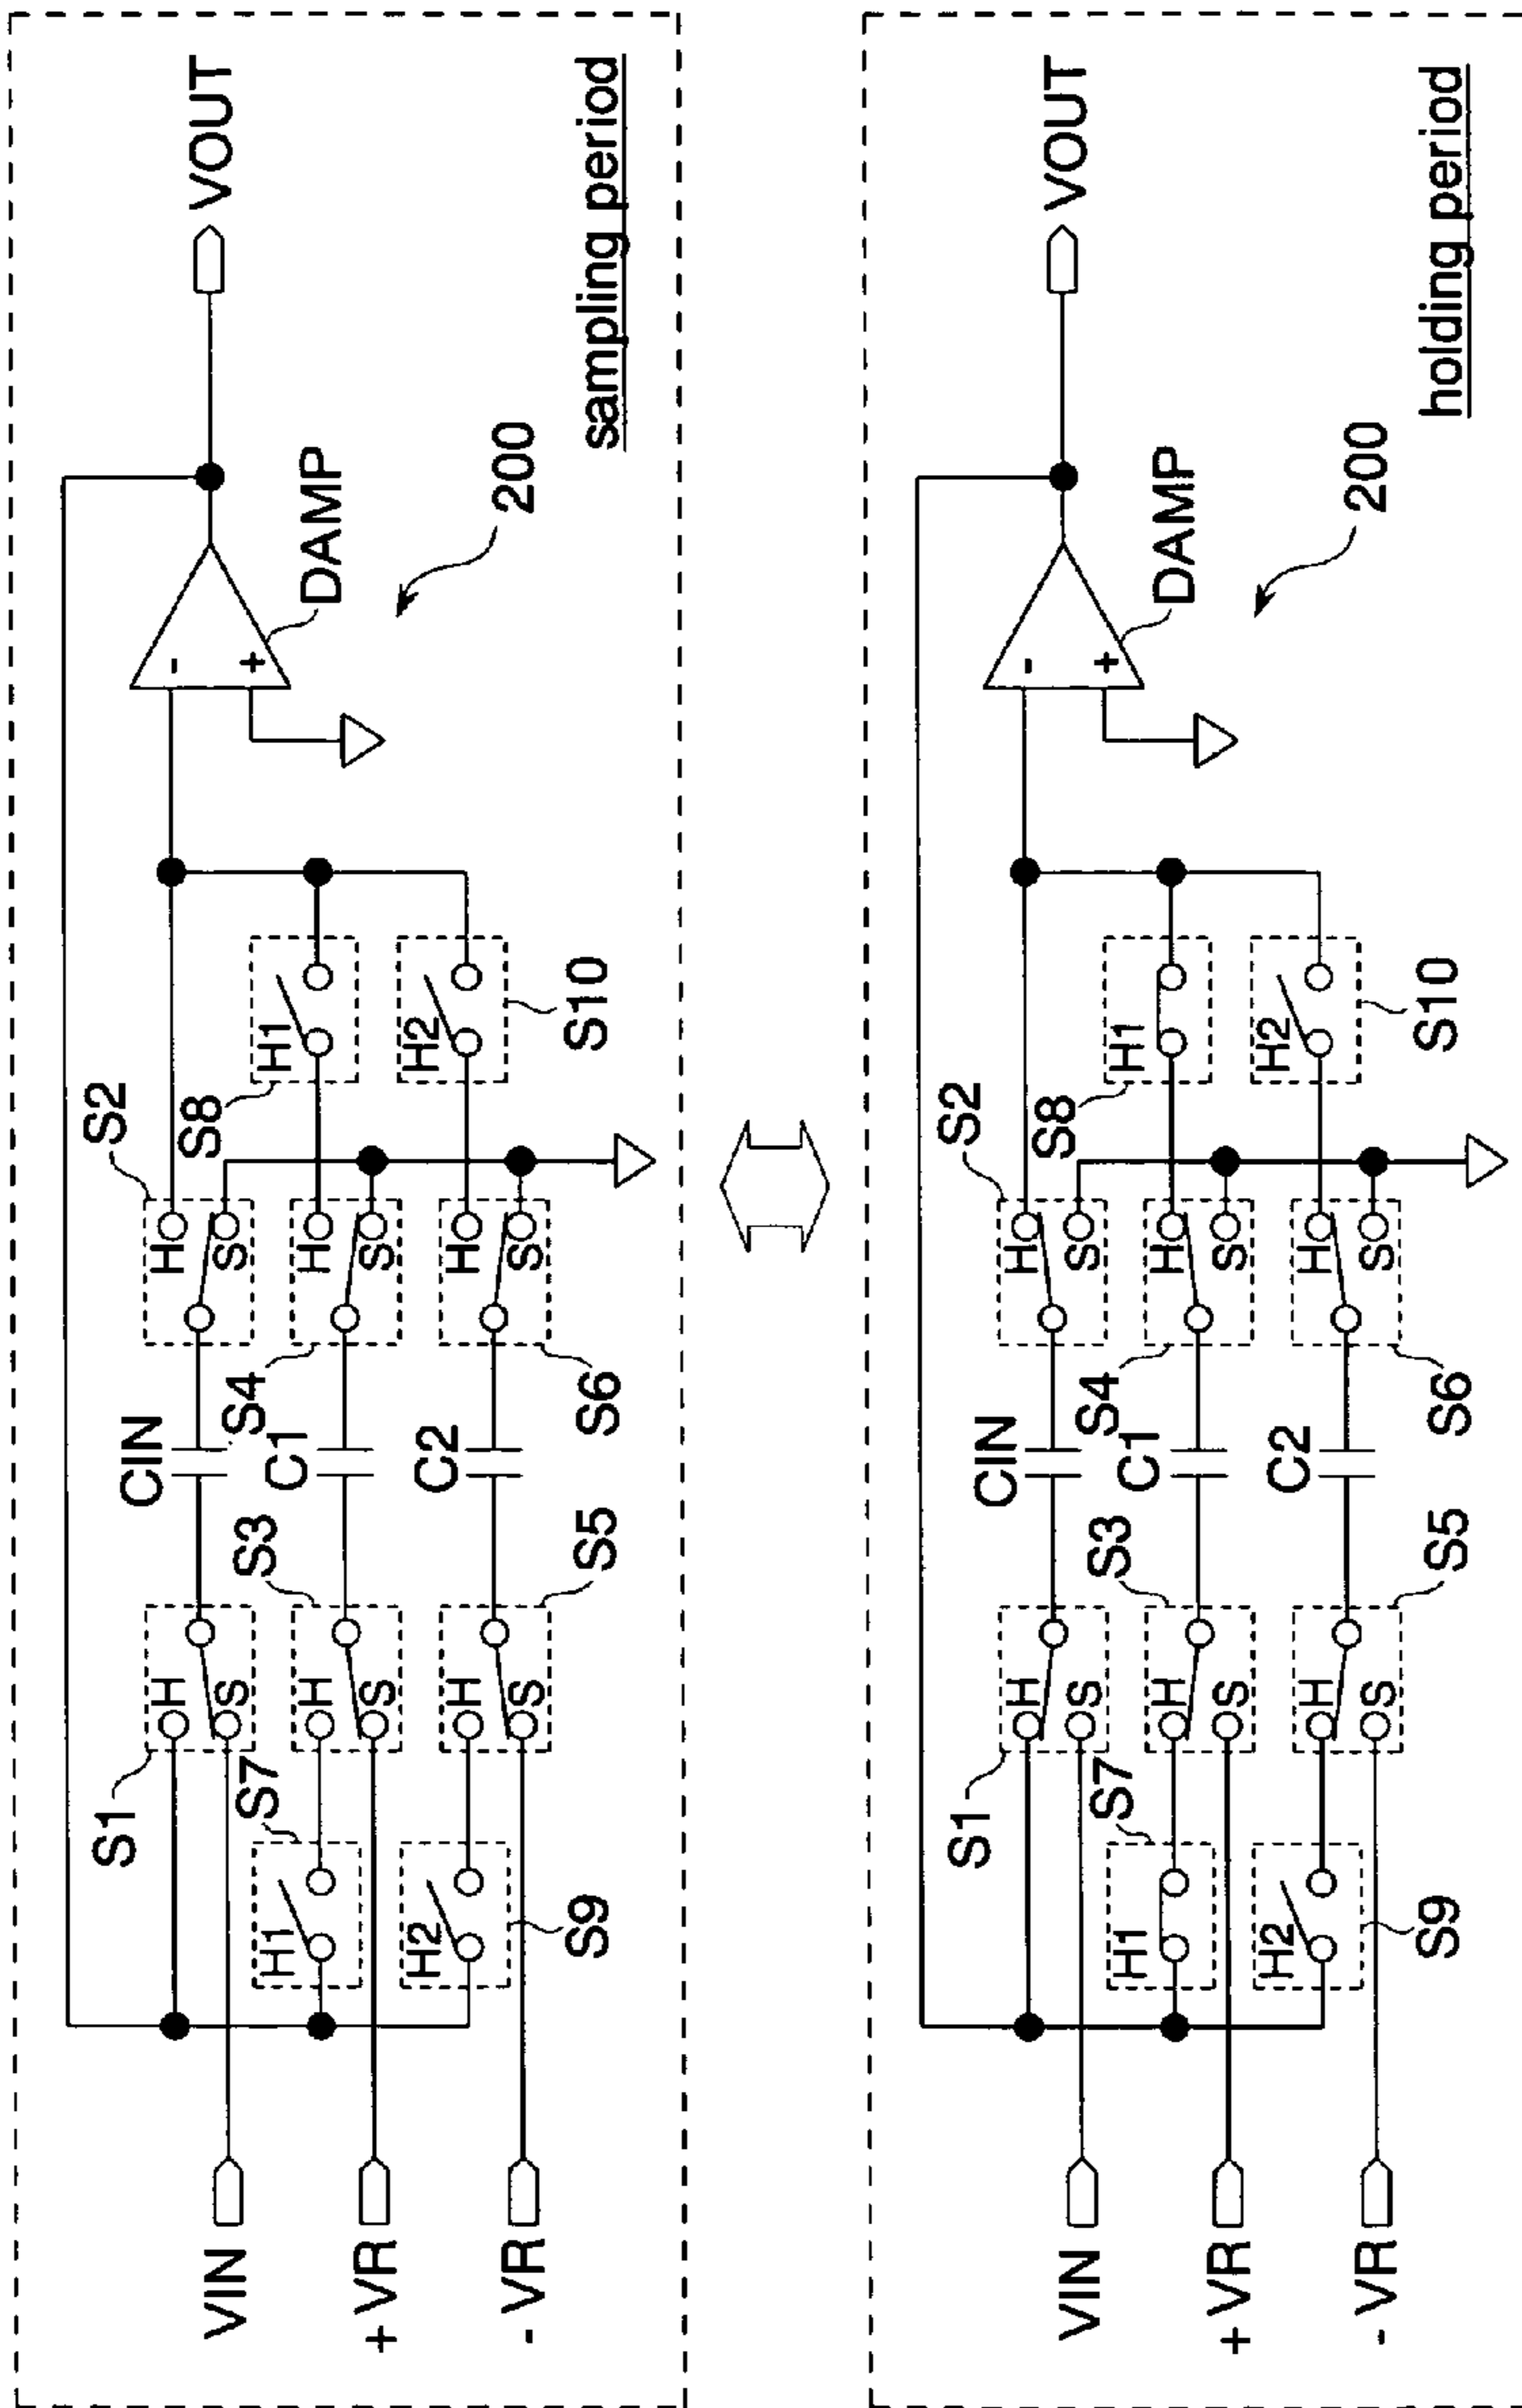 S1
S2
VIN
H
S
CIN
H
S
-
+
DAMP
VOUT
S7
S3
S4
S8
+ VR
H1
H
S
C1
H
S
H1
200
- VR
H2
H
S
C2
H
S
H2
S9
S5
S6
S10
sampling period
S1
S2
VIN
H
S
CIN
H
S
-
+
DAMP
VOUT
S7
S3
S4
S8
+ VR
H1
H
S
C1
H
S
H1
200
- VR
H2
H
S
C2
H
S
H2
S9
S5
S6
S10
holding period